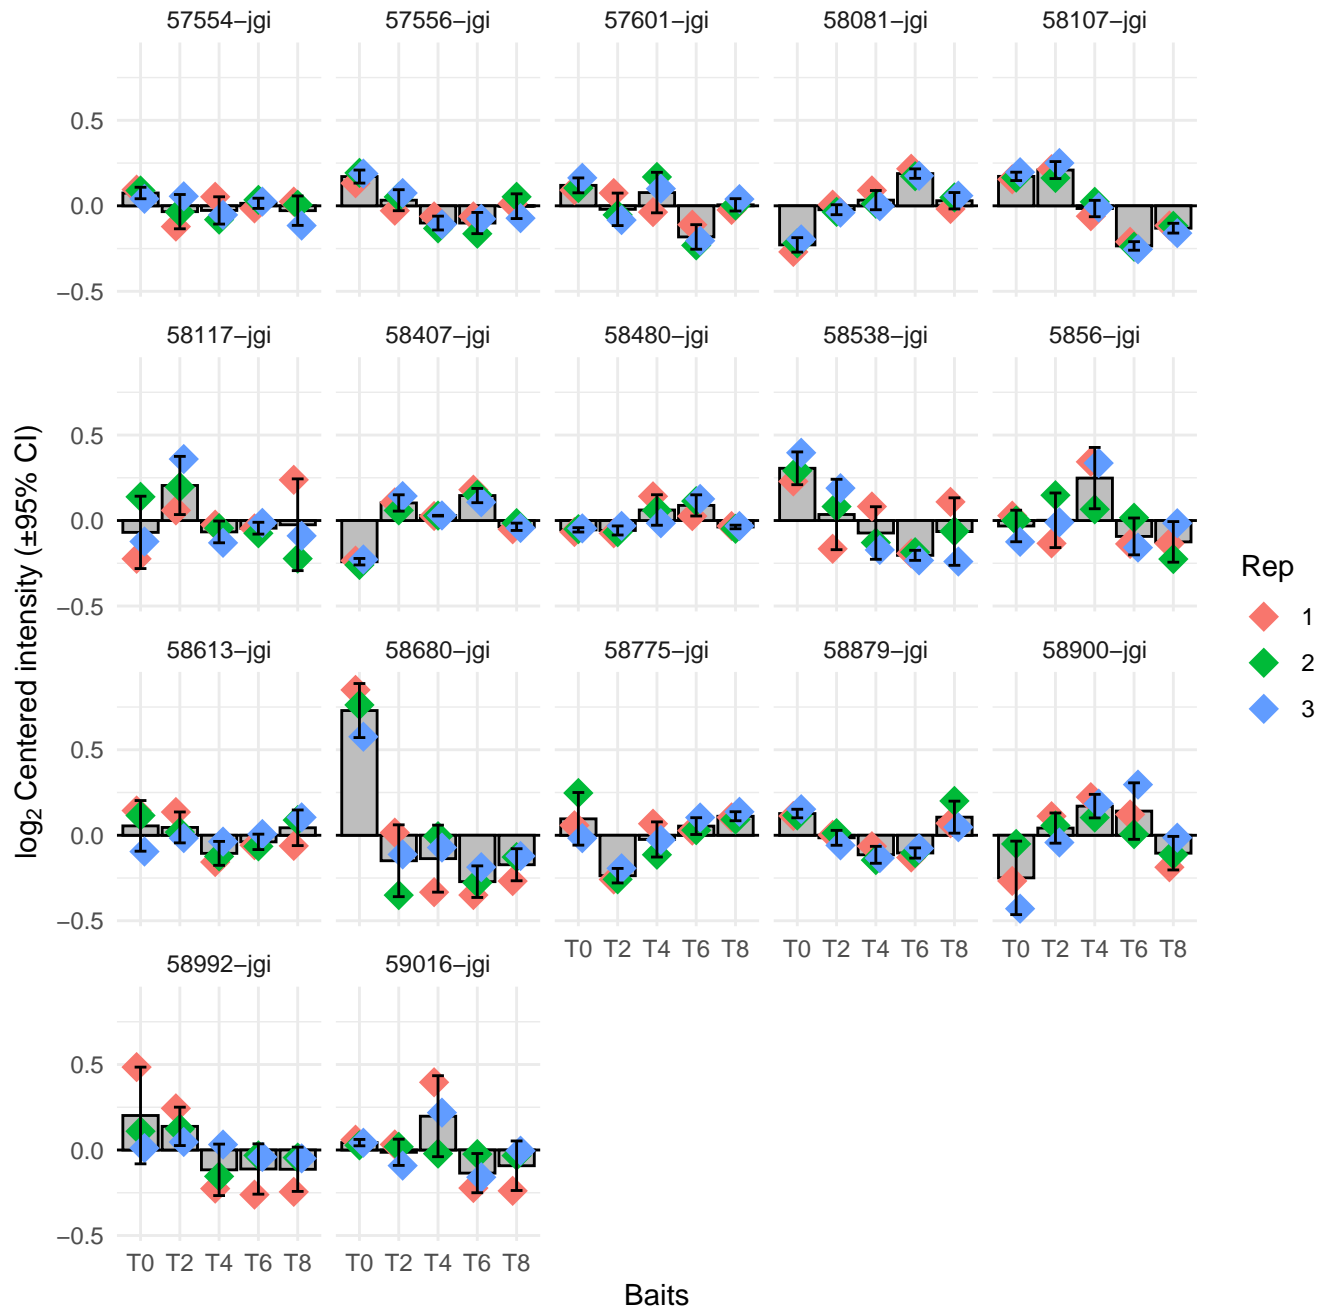 57554–jgi 57556–jgi 57601–jgi 58081–jgi 58107–jgi
0.5
0.0
−0.5
58117–jgi 58407–jgi 58480–jgi 58538–jgi 5856–jgi
0.5
0.0
−0.5
58613–jgi 58680–jgi 58775–jgi 58879–jgi 58900–jgi
0.5
0.0
−0.5
T0 T2 T4 T6 T8 T0 T2 T4 T6 T8 T0 T2 T4 T6 T8
58992–jgi 59016–jgi
0.5
0.0
−0.5
T0 T2 T4 T6 T8 T0 T2 T4 T6 T8
Baits
log₂ Centered intensity (±95% CI)
Rep
1
2
3